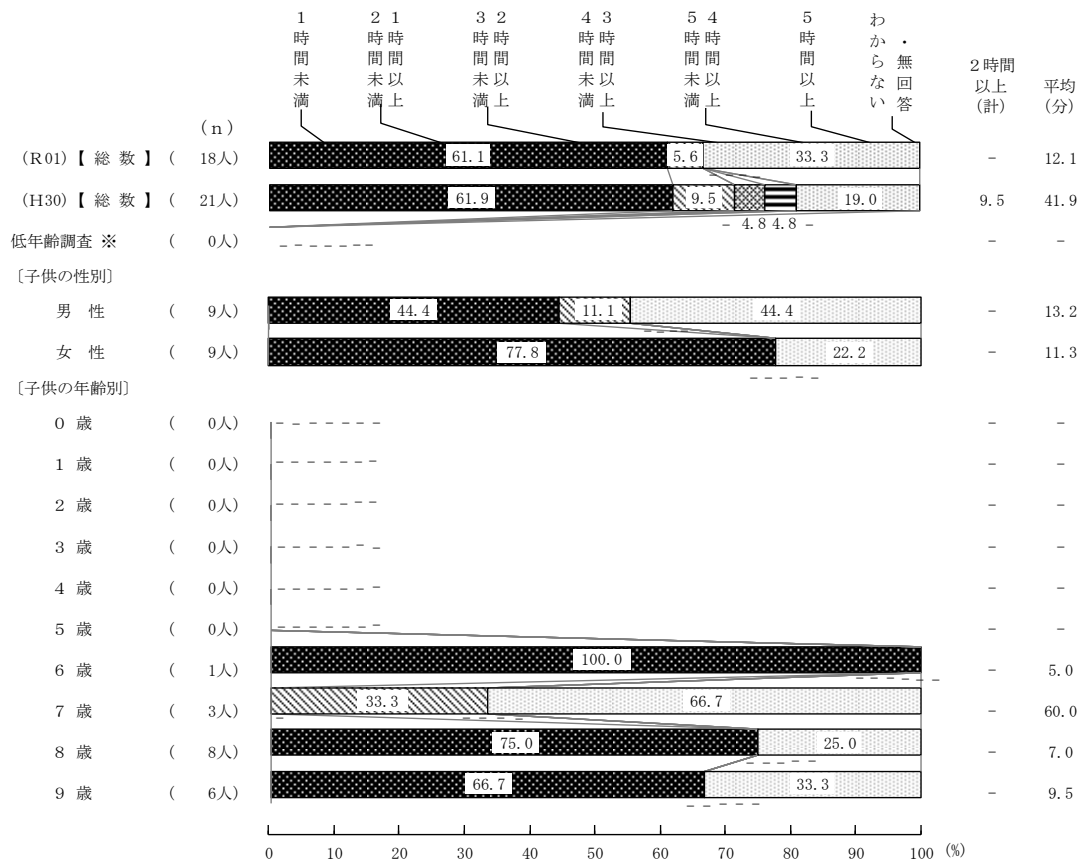 １時間未満
１時間以上
２時間未満
２時間以上
３時間未満
３時間以上
４時間未満
４時間以上
５時間未満
５時間以上
わからない
・無回答
２時間
以上
(計)
平均
(分)
(ｎ)
(R01)【 総 数 】 ( 18人) 61.1 5.6 33.3 － 12.1
(H30)【 総 数 】 ( 21人) 61.9 9.5 4.8 4.8 19.0 9.5 41.9
低年齢調査 ※ ( 0人) － －
〔子供の性別〕
男 性 ( 9人) 44.4 11.1 44.4 － 13.2
女 性 ( 9人) 77.8 22.2 － 11.3
〔子供の年齢別〕
０ 歳 ( 0人) － －
１ 歳 ( 0人) － －
２ 歳 ( 0人) － －
３ 歳 ( 0人) － －
４ 歳 ( 0人) － －
５ 歳 ( 0人) － －
６ 歳 ( 1人) 100.0 － 5.0
７ 歳 ( 3人) 33.3 66.7 － 60.0
８ 歳 ( 8人) 75.0 25.0 － 7.0
９ 歳 ( 6人) 66.7 33.3 － 9.5
0 10 20 30 40 50 60 70 80 90 100 (%)